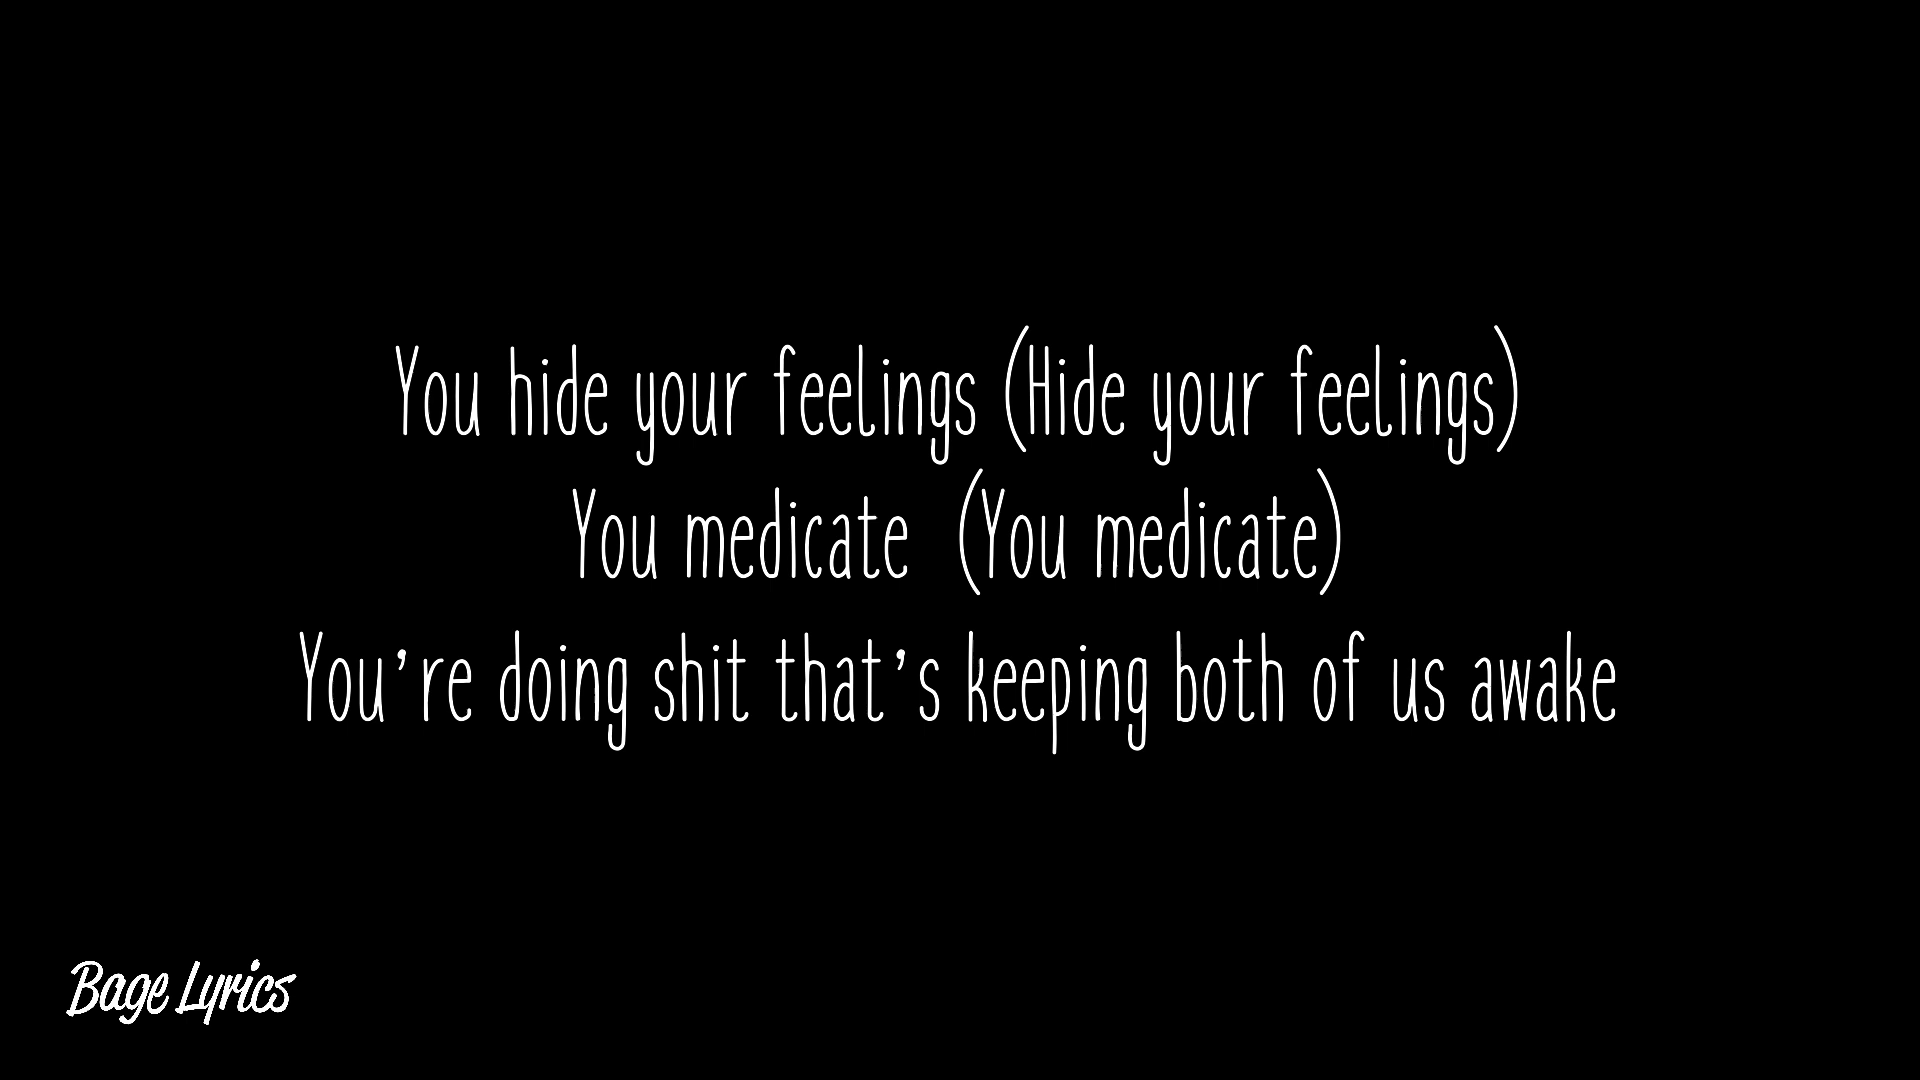 You hide your feelings (Hide your feelings)
You medicate (You medicate)
You're doing shit that's keeping both of us awake
Bage Lyrics